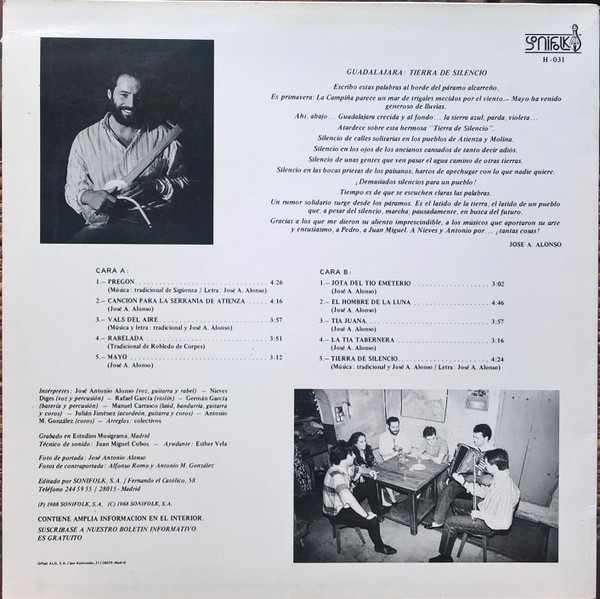 SONIFOLK
H - 031
GUADALAJARA: TIERRA DE SILENCIO
Escribo estas palabras al borde del páramo alcarreño.
Es primavera: La Campiña parece un mar de trigales mecidos por el viento.— Mayo ha venido
generoso de lluvias.
Ahí, abajo... Guadalajara crecida y al fondo... la sierra azul, parda, violeta...
Atardece sobre esta hermosa "Tierra de Silencio".
Silencio de calles solitarias en los pueblos de Atienza y Molina.
Silencio en los ojos de los ancianos cansados de tanto decir adiós.
Silencio de unas gentes que ven pasar el agua camino de otras tierras.
Silencio en las bocas prietas de los paisanos, hartos de apechugar con lo que nadie quiere.
¡Demasiados silencios para un pueblo!
Tiempo es de que se escuchen claras las palabras.
Un rumor solidario surge desde los páramos. Es el latido de la tierra, el latido de un pueblo
que, a pesar del silencio, marcha, pausadamente, en busca del futuro.
Gracias a los que me dieron su aliento imprescindible, a los músicos que aportaron su arte
y entusiasmo, a Pedro, a Juan Miguel. A Nieves y Antonio por... ¡tantas cosas!
JOSE A. ALONSO
CARA A:
1.— PREGON. 4:26
(Música: tradicional de Sigüenza / Letra: José A. Alonso)
2.— CANCION PARA LA SERRANIA DE ATIENZA 4:16
(José A. Alonso)
3.— VALS DEL AIRE 3:57
(Música y letra: tradicional y José A. Alonso)
4.— RABELADA 3:51
(Tradicional de Robledo de Corpes)
5.— MAYO 3:12
(José A. Alonso)
CARA B:
1.— JOTA DEL TIO EMETERIO 3:02
(José A. Alonso)
2.— EL HOMBRE DE LA LUNA 4:46
(José A. Alonso)
3.— TIA JUANA 3:57
(José A. Alonso)
4.— LA TIA TABERNERA 3:16
(José A. Alonso)
5.— TIERRA DE SILENCIO 4:24
(Música: tradicional y José A. Alonso / Letra: José A. Alonso)
Intérpretes: José Antonio Alonso (voz, guitarra y rabel) — Nieves
Diges (voz y percusión) — Rafael García (violín) — Germán García
(batería y percusión) — Manuel Carrasco (laúd, bandurria, guitarra
y coros) — Julián Jiménez (acordeón, guitarra y coros) — Antonio
M. González (coros) — Arreglos: colectivos
Grabado en Estudios Musigrama, Madrid
Técnico de sonido: Juan Miguel Cobos — Ayudante: Esther Vela
Foto de portada: José Antonio Alonso
Fotos de contraportada: Alfonso Romo y Antonio M. González
Editado por SONIFOLK, S.A. / Fernando el Católico, 58
Teléfono 244 59 55 / 28015 - Madrid
(P) 1988 SONIFOLK, S.A. (C) 1988 SONIFOLK, S.A.
CONTIENE AMPLIA INFORMACION EN EL INTERIOR.
SUSCRIBASE A NUESTRO BOLETIN INFORMATIVO.
ES GRATUITO
Offset ALG, S.A. / San Raimundo, 21 / 28039-Madrid